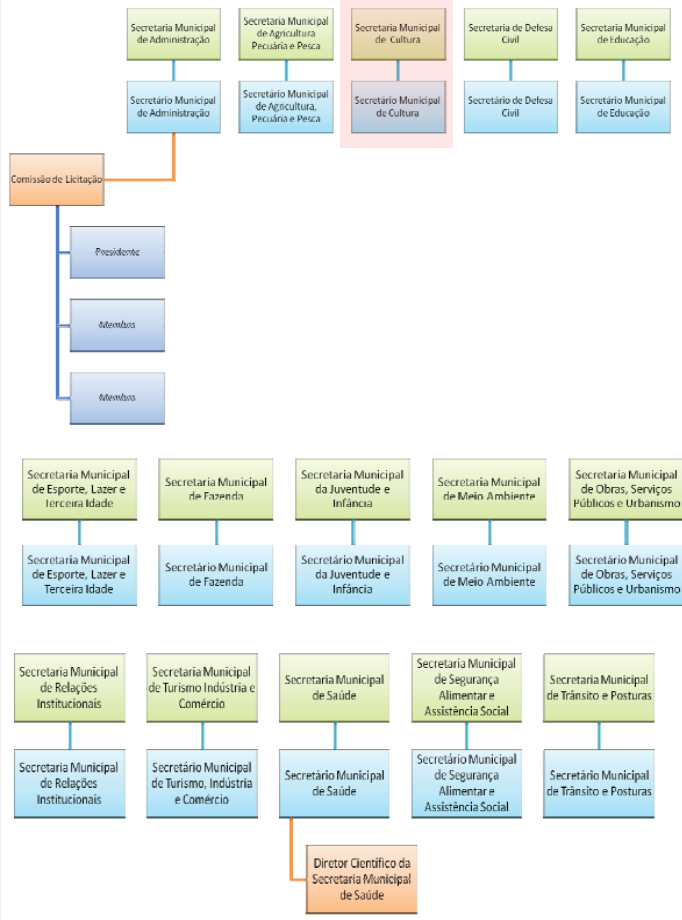 Secretaria Municipal
de Administração
Secretaria Municipal
de Agricultura
Pecuária e Pesca
Secretaria Municipal
de Cultura
Secretaria de Defesa
Civil
Secretaria Municipal
de Educação
Secretário Municipal
de Administração
Secretário Municipal
de Agricultura,
Pecuária e Pesca
Secretário Municipal
de Cultura
Secretário de Defesa
Civil
Secretário Municipal
de Educação
Comissão de Licitação
Presidente
Membro
Membro
Secretaria Municipal
de Esporte, Lazer e
Terceira Idade
Secretaria Municipal
de Fazenda
Secretaria Municipal
da Juventude e
Infância
Secretaria Municipal
de Meio Ambiente
Secretaria Municipal
de Obras, Serviços
Públicos e Urbanismo
Secretaria Municipal
de Esporte, Lazer e
Terceira Idade
Secretário Municipal
de Fazenda
Secretário Municipal
da Juventude e
Infância
Secretário Municipal
de Meio Ambiente
Secretário Municipal
de Obras, Serviços
Públicos e Urbanismo
Secretaria Municipal
de Relações
Institucionais
Secretaria Municipal
de Turismo Indústria e
Comércio
Secretaria Municipal
de Saúde
Secretaria Municipal
de Segurança
Alimentar e
Assistência Social
Secretaria Municipal
de Trânsito e Posturas
Secretaria Municipal
de Relações
Institucionais
Secretário Municipal
de Turismo, Indústria
e Comércio
Secretário Municipal
de Saúde
Secretário Municipal
de Segurança
Alimentar e
Assistência Social
Secretário Municipal
de Trânsito e Posturas
Diretor Científico da
Secretaria Municipal
de Saúde